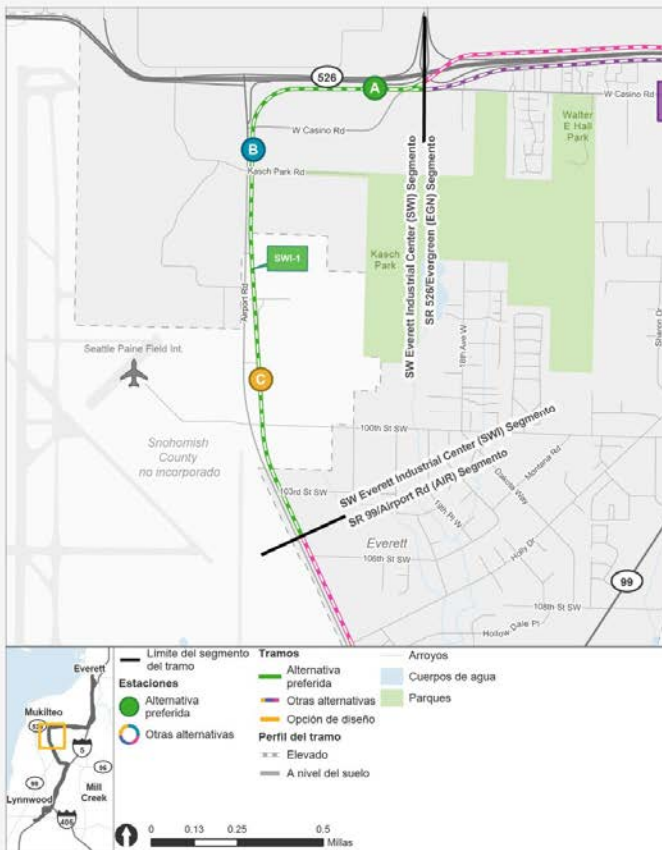 526
A
W Casino Rd
Walter
E Hall
Park
W Casino Rd
B
Kasch Park Rd
SW Everett Industrial Center (SWI) Segmento
SR 526/Evergreen (EGN) Segmento
Kasch
Park
SWI-1
Airport Rd
18th Ave W
Sharon Dr
Seattle Paine Field Int.
C
100th St SW
Snohomish
County
no incorporado
SW Everett Industrial Center (SWI) Segmento
SR 99/Airport Rd (AIR) Segmento
103rd St SW
Dakota Way
Montana Rd
19th Pl W
Everett
106th St SW
Holly Dr
99
108th St SW
Hollow Dale Pl
Everett
Mukilteo
5
96
99
Mill
Creek
Lynnwood
405
Límite del segmento
del tramo
Estaciones
Alternativa
preferida
Otras alternativas
Tramos
Alternativa
preferida
Otras alternativas
Opción de diseño
Perfil del tramo
Elevado
A nivel del suelo
Arroyos
Cuerpos de agua
Parques
0 0.13 0.25 0.5
Millas